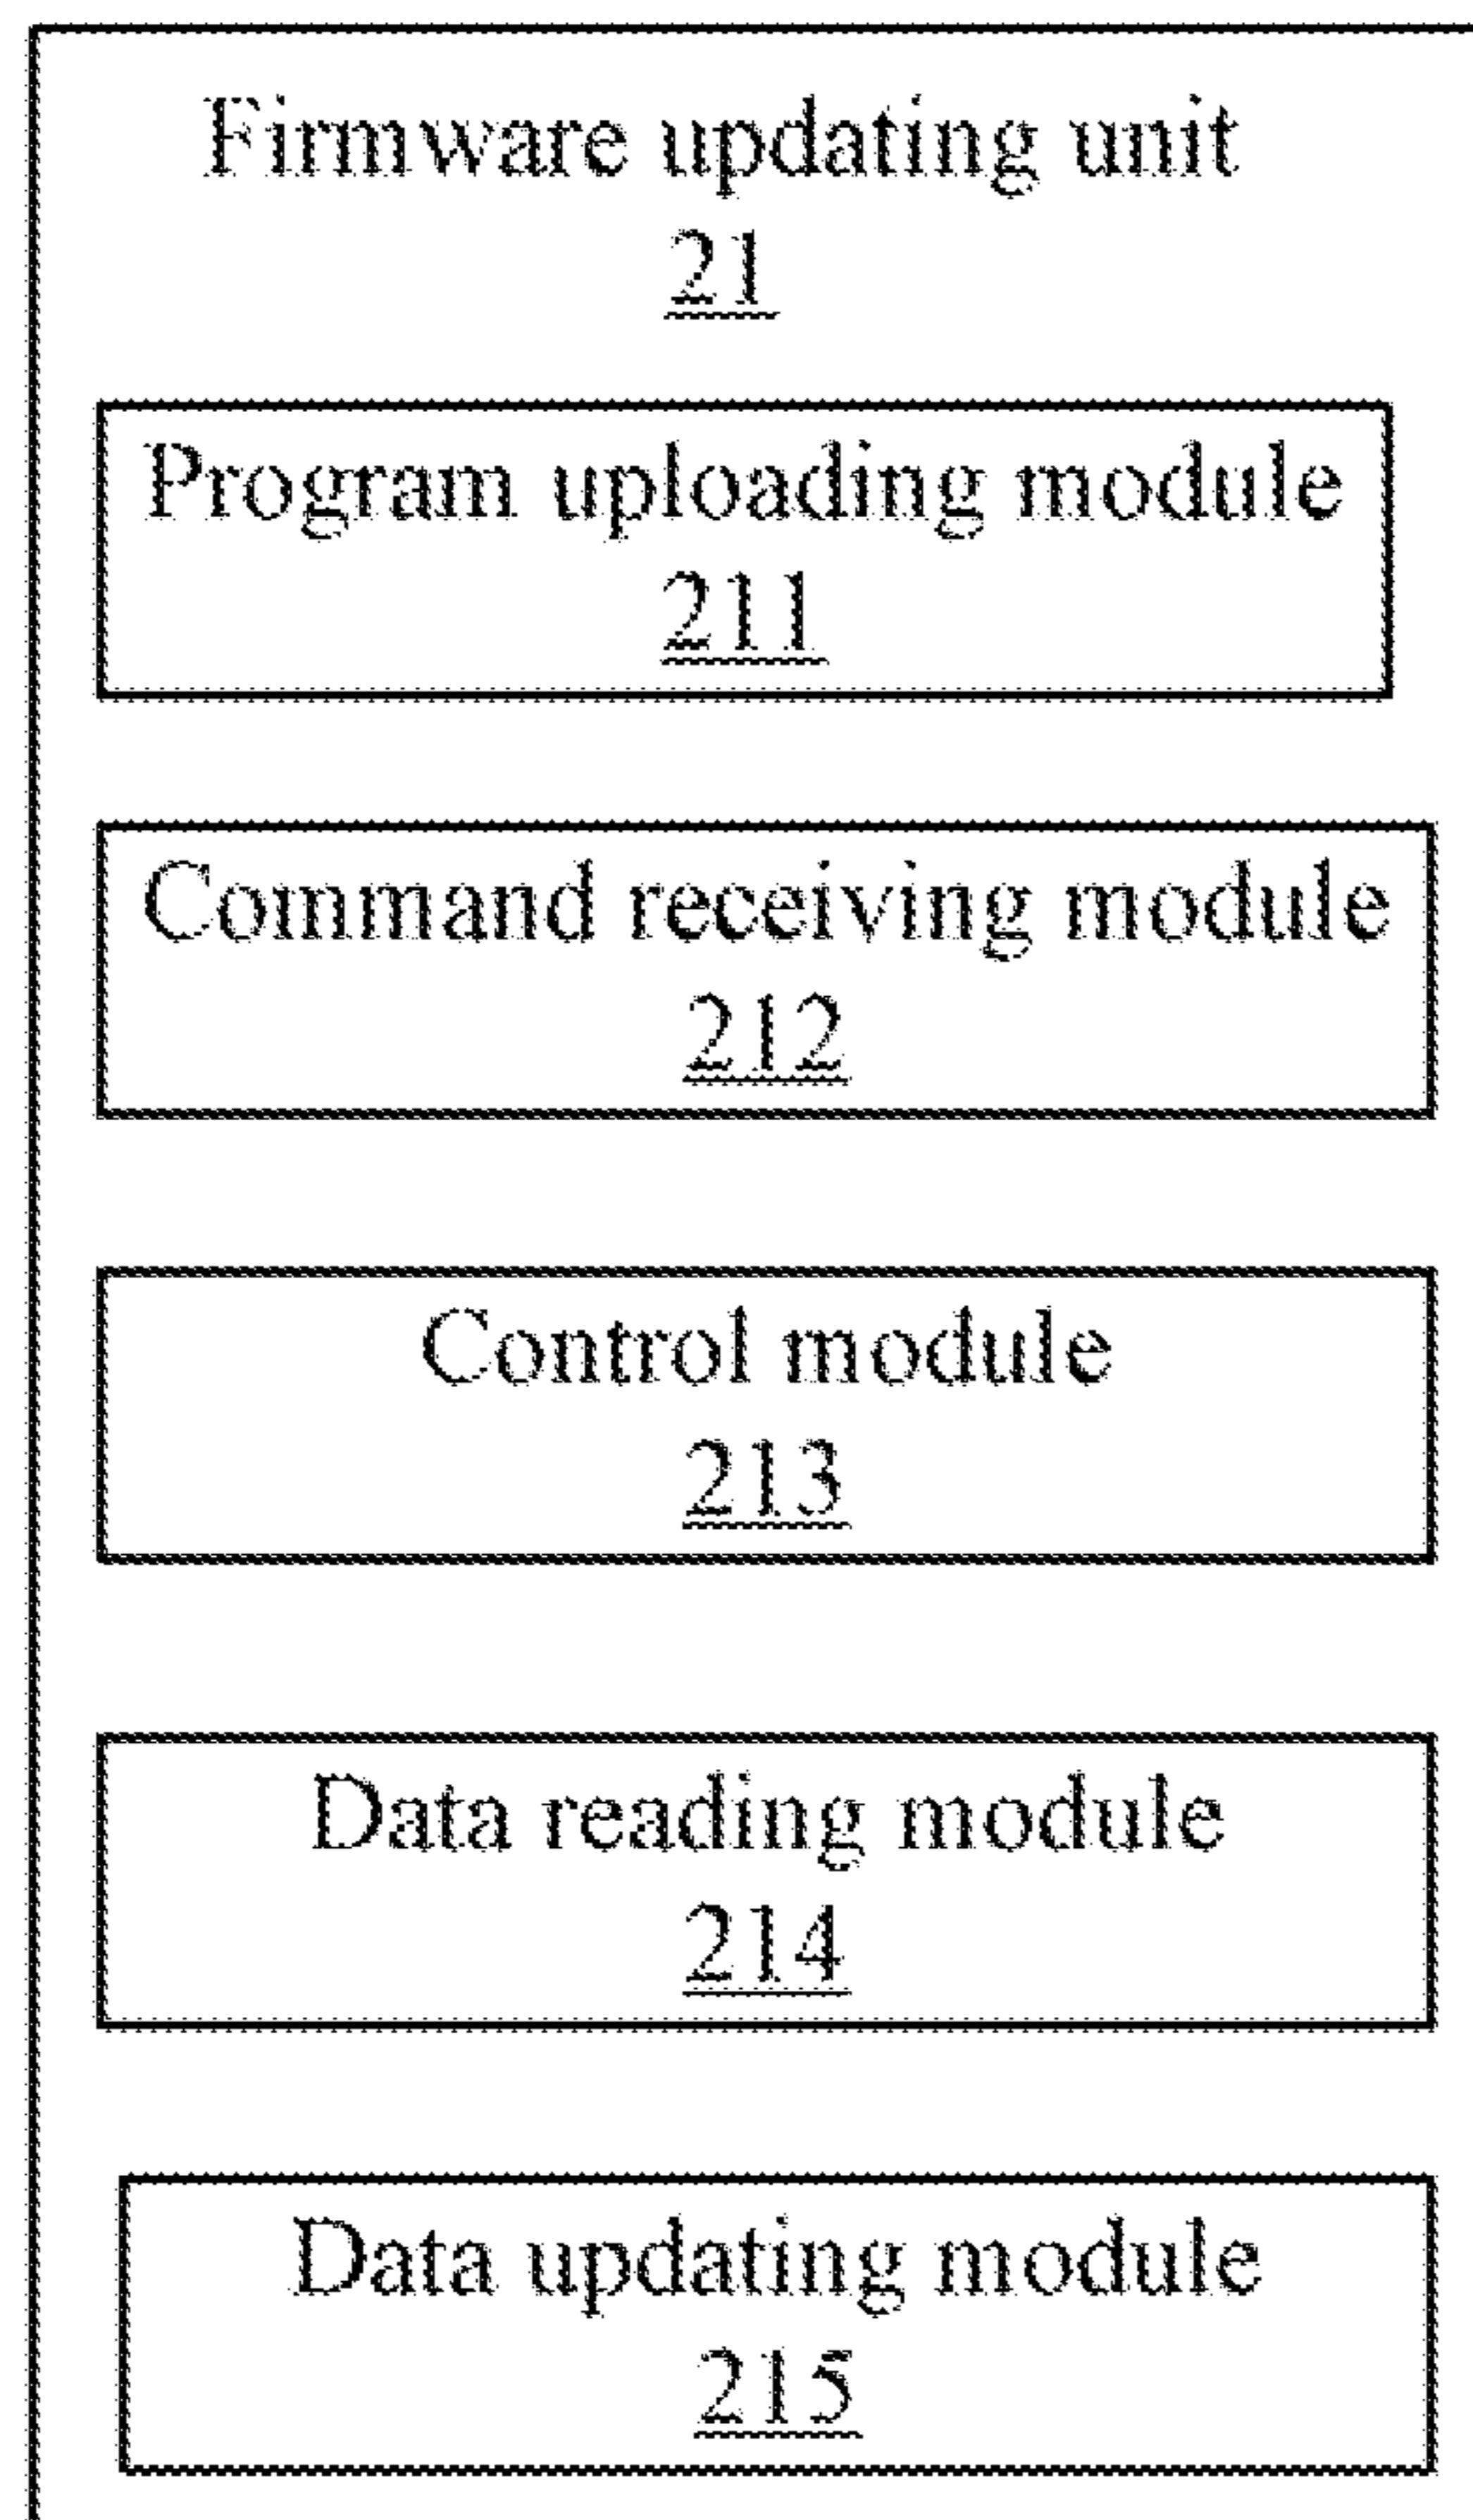 Firmware updating unit
21
Program uploading module
211
Command receiving module
212
Control module
213
Data reading module
214
Data updating module
215